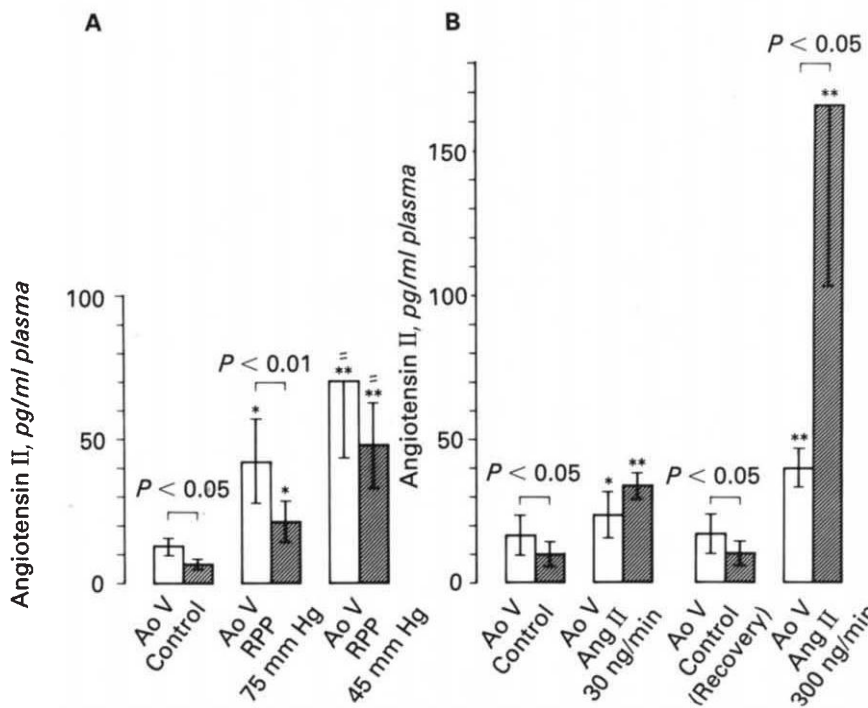 A
Angiotensin II, pg/ml plasma
100
50
0
P < 0.05
P < 0.01
*
*
=
**
=
**
Ao V
Control
Ao V
RPP
75 mm Hg
Ao V
RPP
45 mm Hg
B
Angiotensin II, pg/ml plasma
150
100
50
0
P < 0.05
*
**
P < 0.05
**
P < 0.05
**
Ao V
Control
Ao V
Ang II
30 ng/min
Ao V
Control
(Recovery)
Ao V
Ang II
300 ng/min